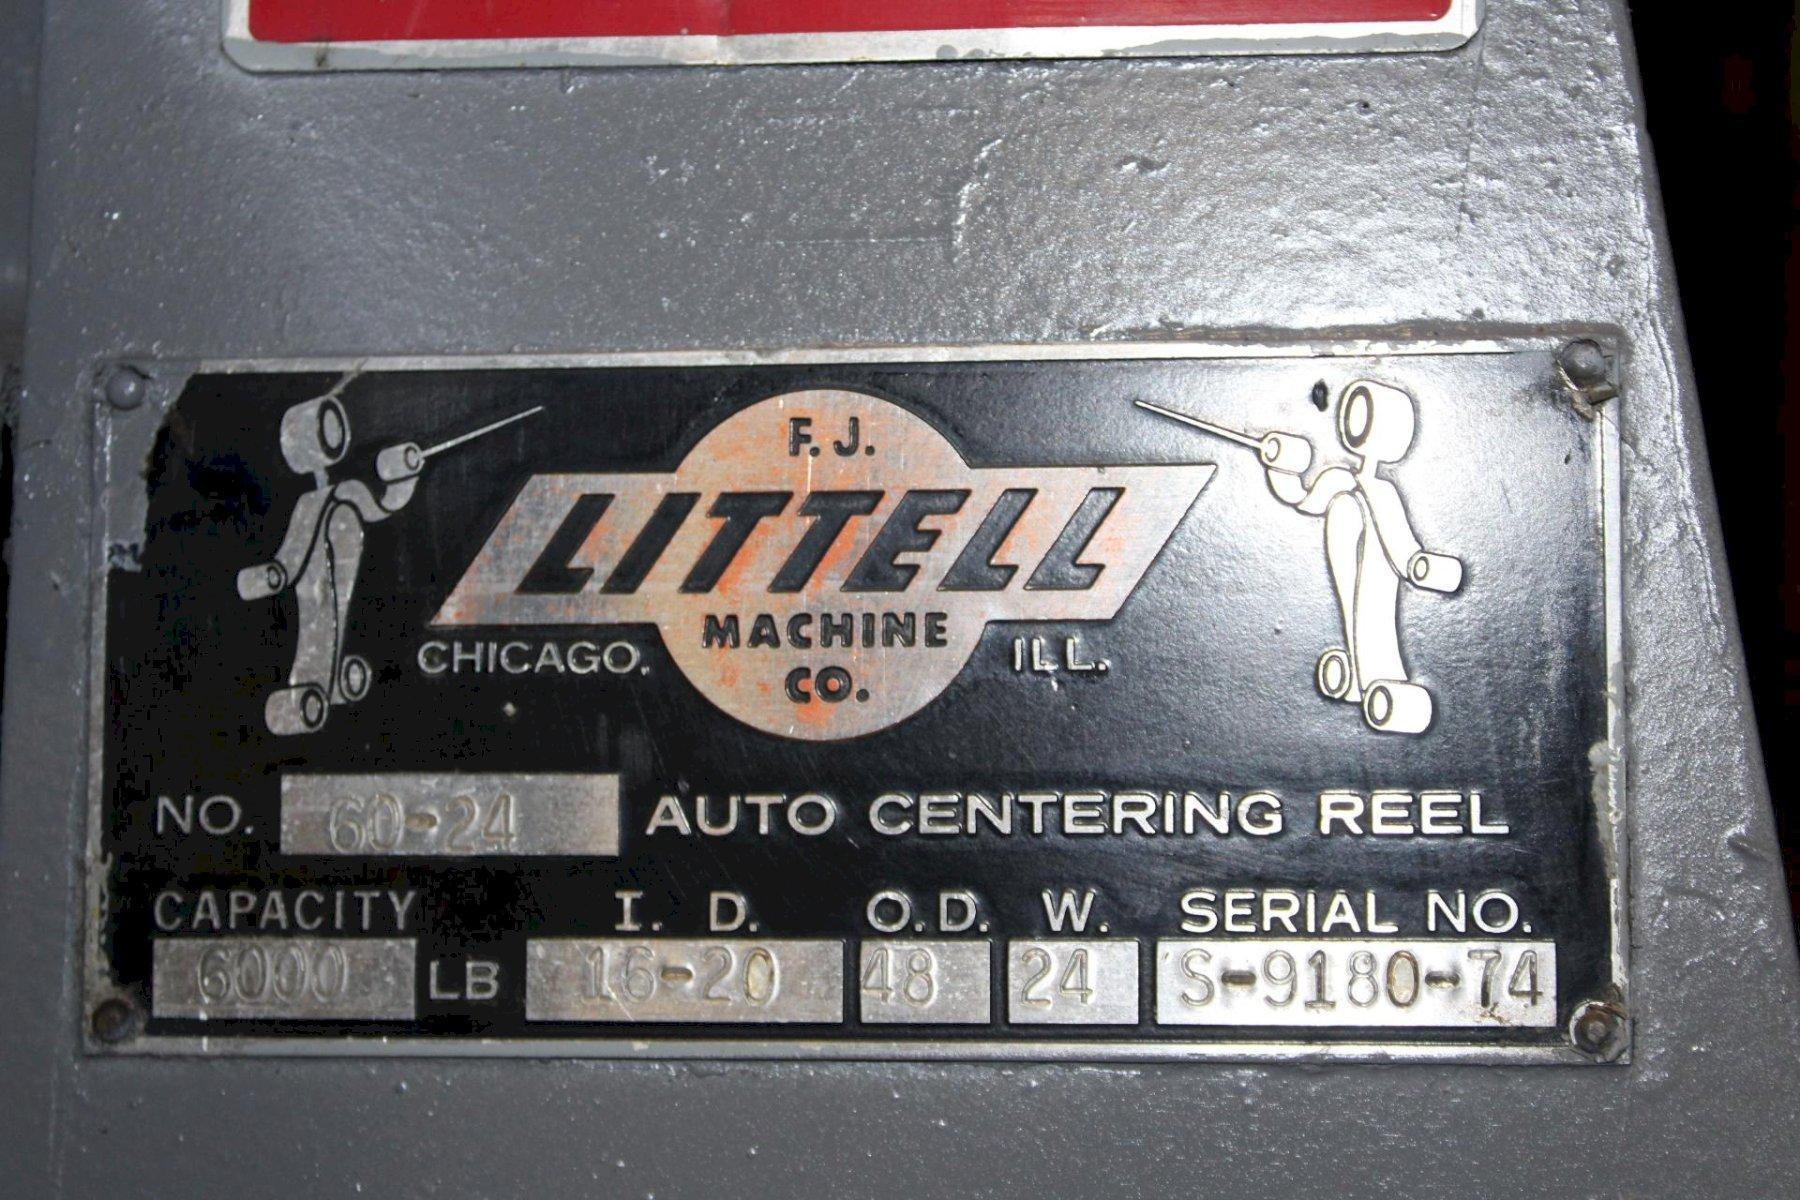 F. J.
LITTELL
MACHINE
CO.
CHICAGO, ILL.
NO. 60-24 AUTO CENTERING REEL
CAPACITY I. D. O.D. W. SERIAL NO.
6000 LB 16-20 48 24 S-9180-74